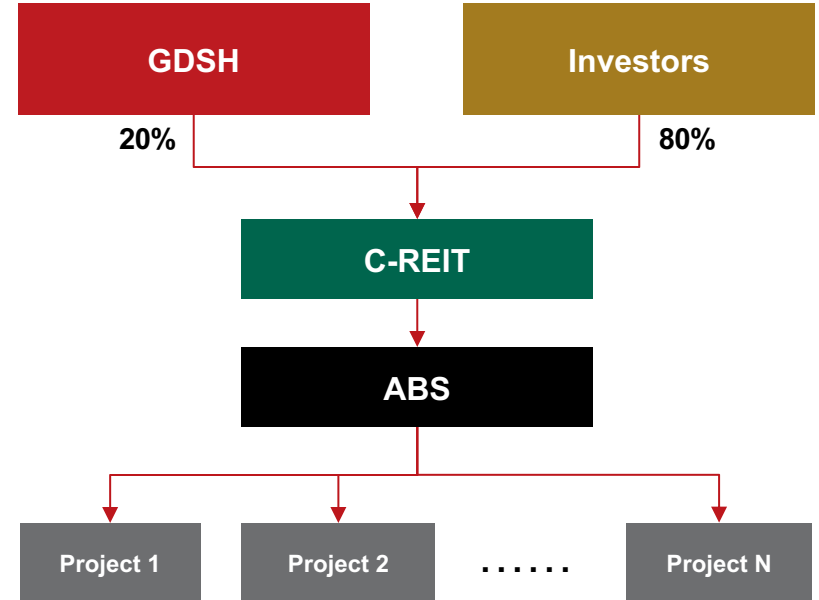 GDSH
Investors
20%
80%
C-REIT
ABS
Project 1
Project 2
......
Project N